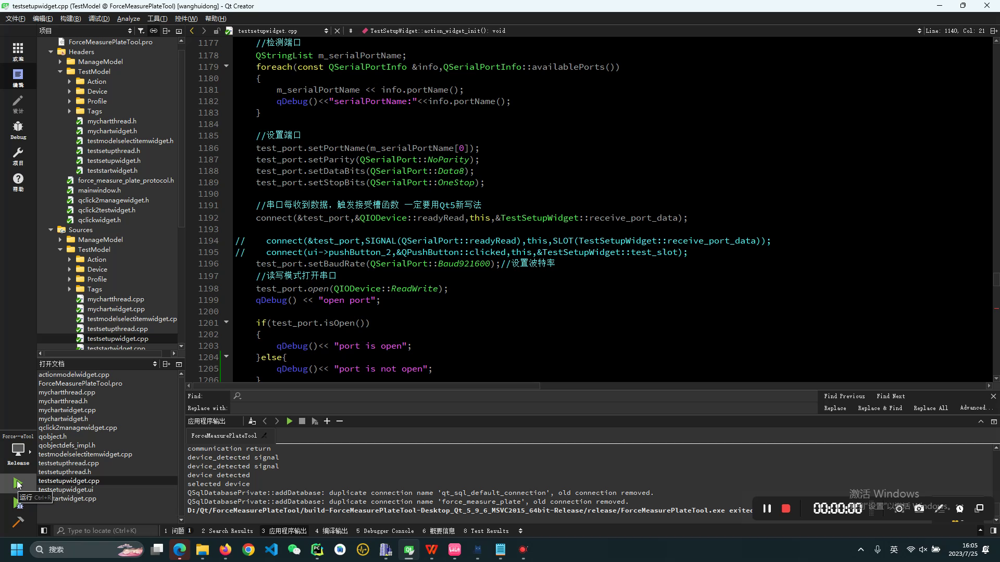 testsetupwidget.cpp (TestModel @ ForceMeasurePlateTool) [wanghuidong] - Qt Creator
文件(F) 编辑(E) 构建(B) 调试(D) Analyze 工具(T) 控件(W) 帮助(H)
项目
testsetupwidget.cpp
#
TestSetupWidget::action_widget_init(): void
Line: 1140, Col: 21
欢迎
编辑
设计
Debug
项目
帮助
ForceMeasurePlateTool.pro
Headers
ManageModel
TestModel
Action
Device
Profile
Tags
mychartthread.h
mychartwidget.h
testmodelselectitemwidget.h
testsetupthread.h
testsetupwidget.h
teststartwidget.h
force_measure_plate_protocol.h
mainwindow.h
qclick2managewidget.h
qclick2testwidget.h
qclickwidget.h
Sources
ManageModel
TestModel
Action
Device
Profile
Tags
mychartthread.cpp
mychartwidget.cpp
testmodelselectitemwidget.cp
testsetupthread.cpp
testsetupwidget.cpp
teststartwidget.cpp
1177 //检测端口
1178 QStringList m_serialPortName;
1179 foreach(const QSerialPortInfo &info,QSerialPortInfo::availablePorts())
1180 {
1181 m_serialPortName << info.portName();
1182 qDebug()<<"serialPortName:"<<info.portName();
1183 }
1184
1185 //设置端口
1186 test_port.setPortName(m_serialPortName[0]);
1187 test_port.setParity(QSerialPort::NoParity);
1188 test_port.setDataBits(QSerialPort::Data8);
1189 test_port.setStopBits(QSerialPort::OneStop);
1190
1191 //串口每收到数据，触发接受槽函数 一定要用Qt5新写法
1192 connect(&test_port,&QIODevice::readyRead,this,&TestSetupWidget::receive_port_data);
1193
1194 // connect(&test_port,SIGNAL(QSerialPort::readyRead),this,SLOT(TestSetupWidget::receive_port_data));
1195 // connect(ui->pushButton_2,&QPushButton::clicked,this,&TestSetupWidget::test_slot);
1196 test_port.setBaudRate(QSerialPort::Baud921600);//设置波特率
1197 //读写模式打开串口
1198 test_port.open(QIODevice::ReadWrite);
1199 qDebug() << "open port";
1200
1201 if(test_port.isOpen())
1202 {
1203 qDebug()<< "port is open";
1204 }else{
1205 qDebug()<< "port is not open";
1206 }
打开文档
actionmodelwidget.cpp
ForceMeasurePlateTool.pro
mychartthread.cpp
mychartthread.h
mychartwidget.cpp
mychartwidget.h
qclick2managewidget.cpp
qobject.h
qobjectdefs_impl.h
testmodelselectitemwidget.cpp
testsetupthread.cpp
testsetupthread.h
testsetupwidget.cpp
testsetupwidget.ui
startwidget.cpp
Force···eTool
Release
运行 Ctrl+R
Find:
Find Previous Find Next
Replace with:
Replace Replace & Find Replace All Advanced...
应用程序输出
ForceMeasurePlateTool
communication return
device_detected signal
device_detected signal
device detected
selected device
QSqlDatabasePrivate::addDatabase: duplicate connection name 'qt_sql_default_connection', old connection removed.
QSqlDatabasePrivate::addDatabase: duplicate connection name 'force_measure_plate', old connection removed.
D:/Qt/ForceMeasurePlateTool/build-ForceMeasurePlateTool-Desktop_Qt_5_9_6_MSVC2015_64bit-Release/release/ForceMeasurePlateTool.exe exited
激活 Windows
转到“设置”以激活 Windows。
00:00:00
Type to locate (Ctrl+K)
1 问题 1 2 Search Results 3 应用程序输出 4 编译输出 5 Debugger Console 6 概要信息 8 Test Results
搜索
英
16:05
2023/7/25